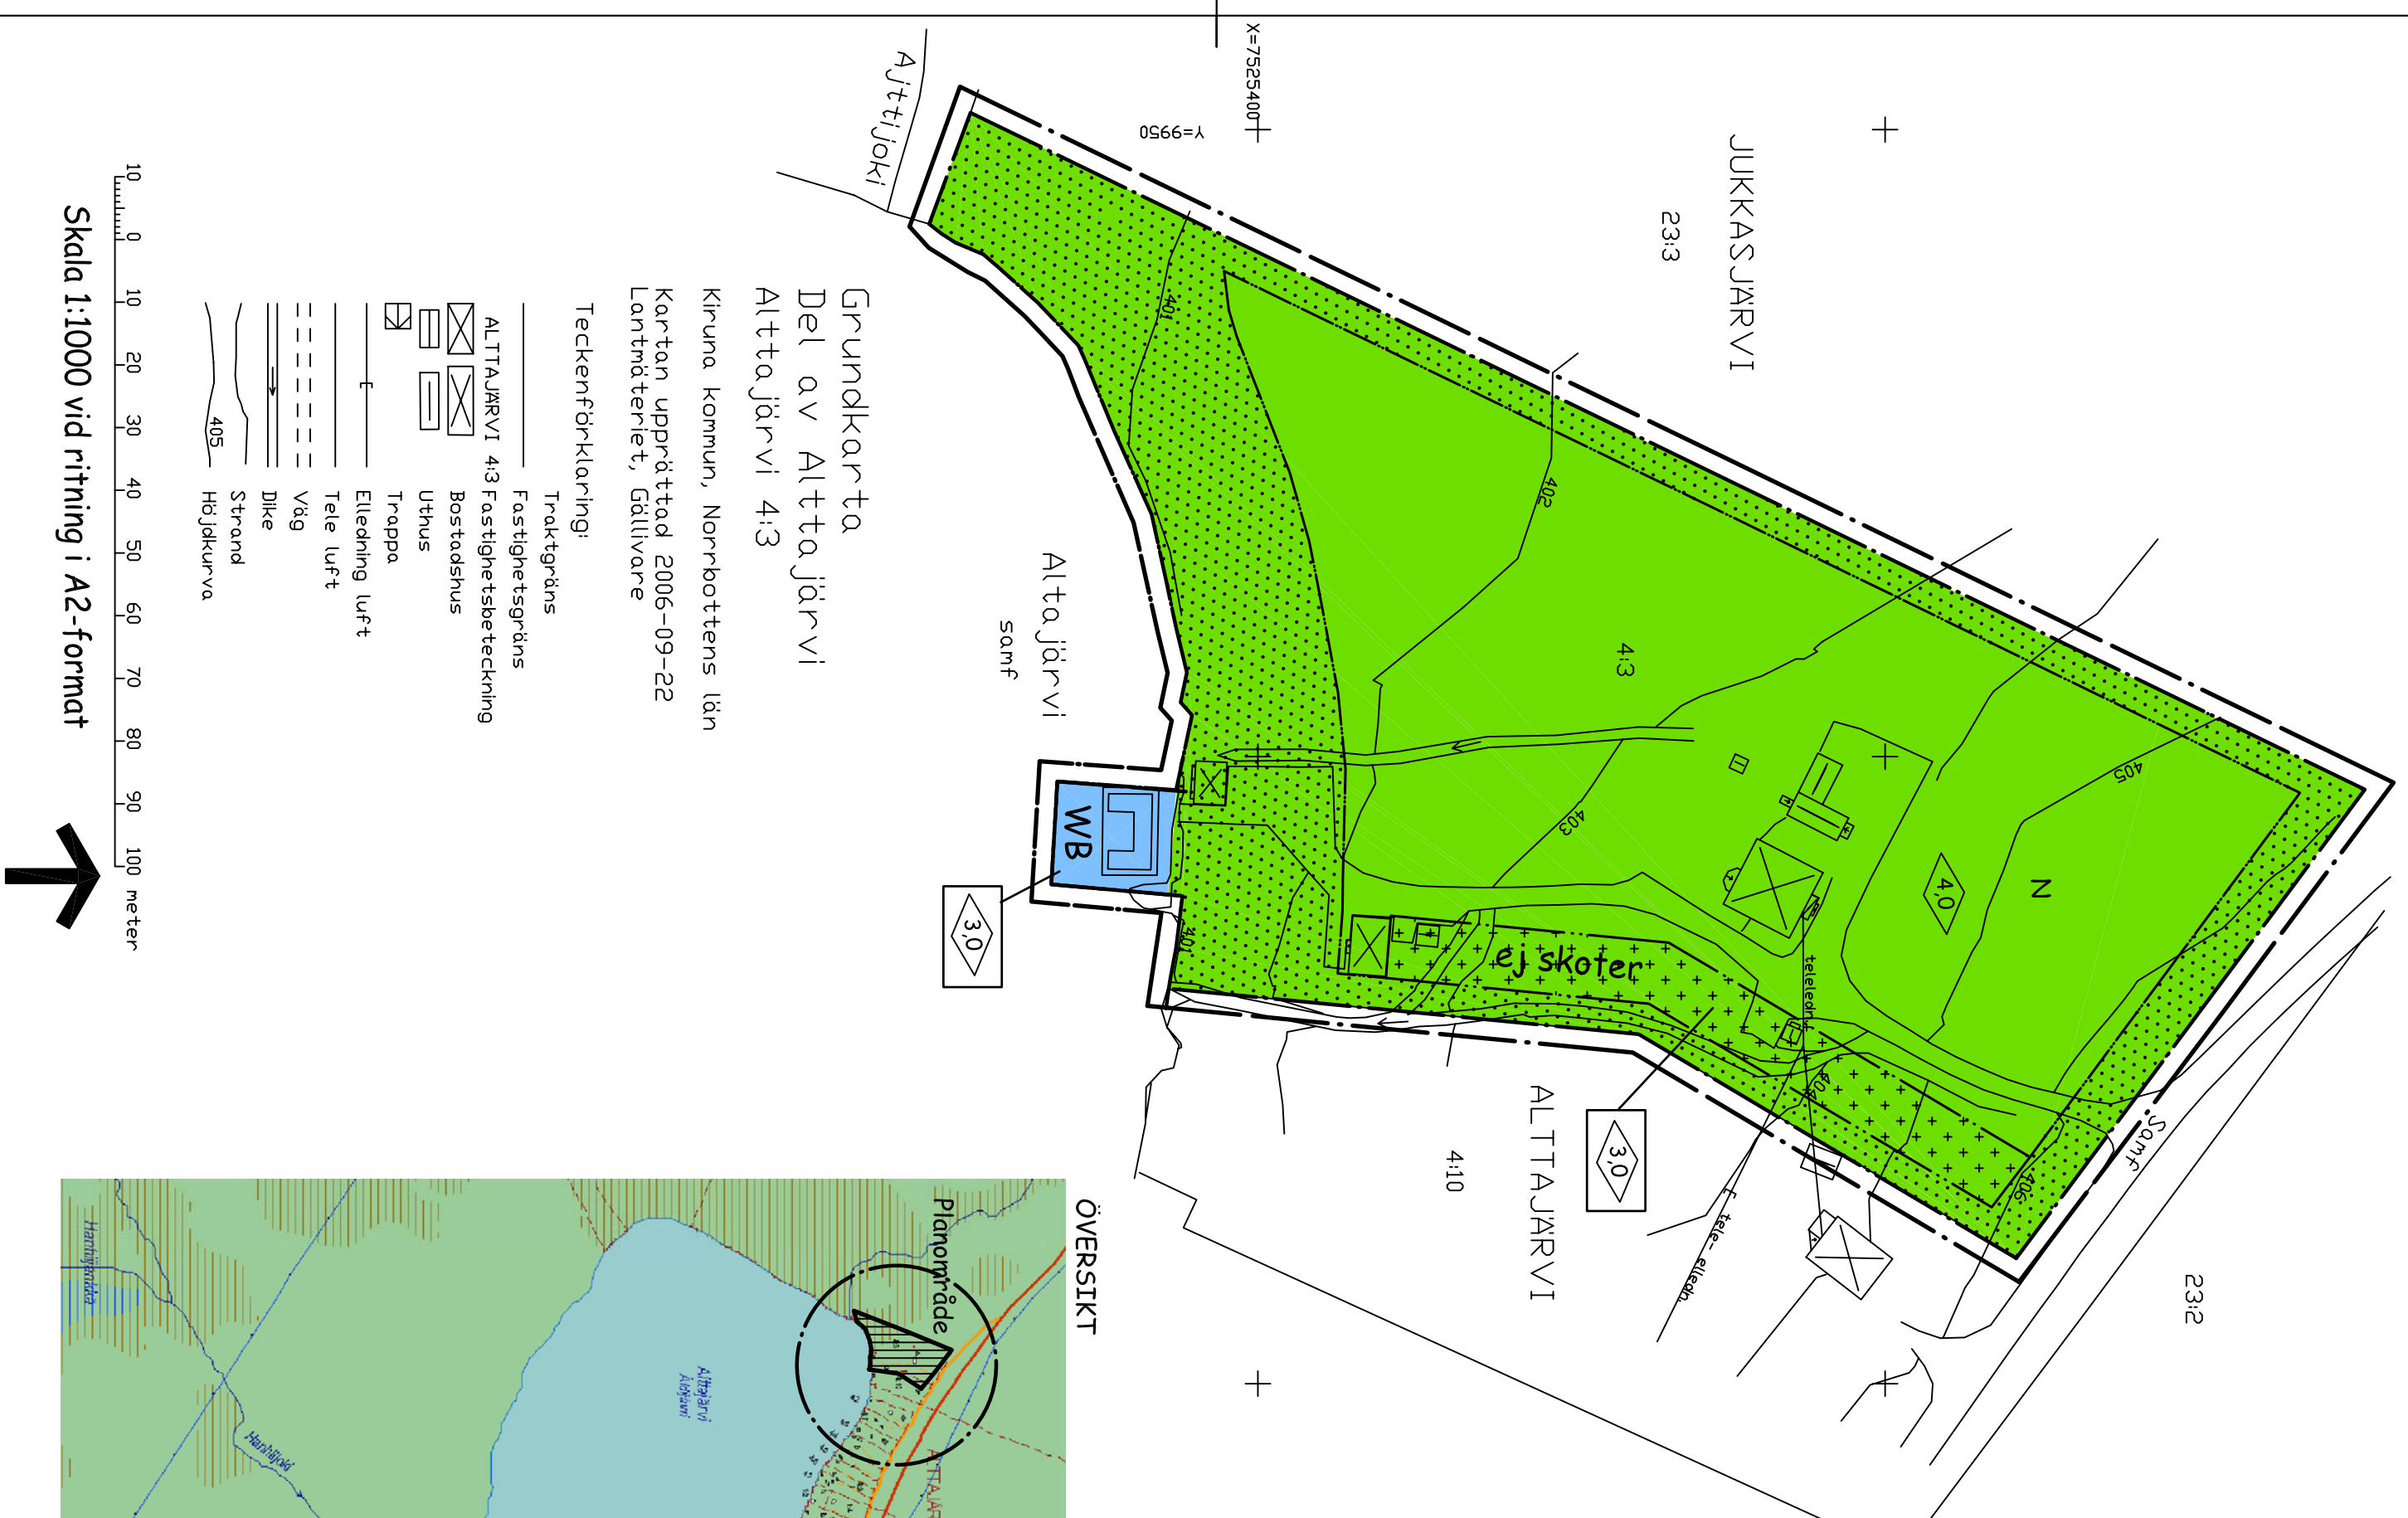 X=7525400
Y=9950
JUKKASJÄRVI
23:3
Ajttijoki
401
402
4:3
403
405
4,0
N
ej skoter
teleledn.
404
406
Samf
23:2
401
WB
3,0
3,0
ALTTAJÄRVI
4:10
tele- elledn.
Altajärvi
samf
Grundkarta
Del av Alttajärvi
Alttajärvi 4:3
Kiruna kommun, Norrbottens län
Kartan upprättad 2006-09-22
Lantmäteriet, Gällivare
Teckenförklaring:
Traktgräns
Fastighetsgräns
ALTTAJÄRVI 4:3 Fastighetsbeteckning
Bostadshus
Uthus
Trappa
Elledning luft
Tele luft
Väg
Dike
Strand
405 Höjdkurva
10 0 10 20 30 40 50 60 70 80 90 100 meter
Skala 1:1000 vid ritning i A2-format
ÖVERSIKT
Planområde
Alttajärvi
Hanhijoki